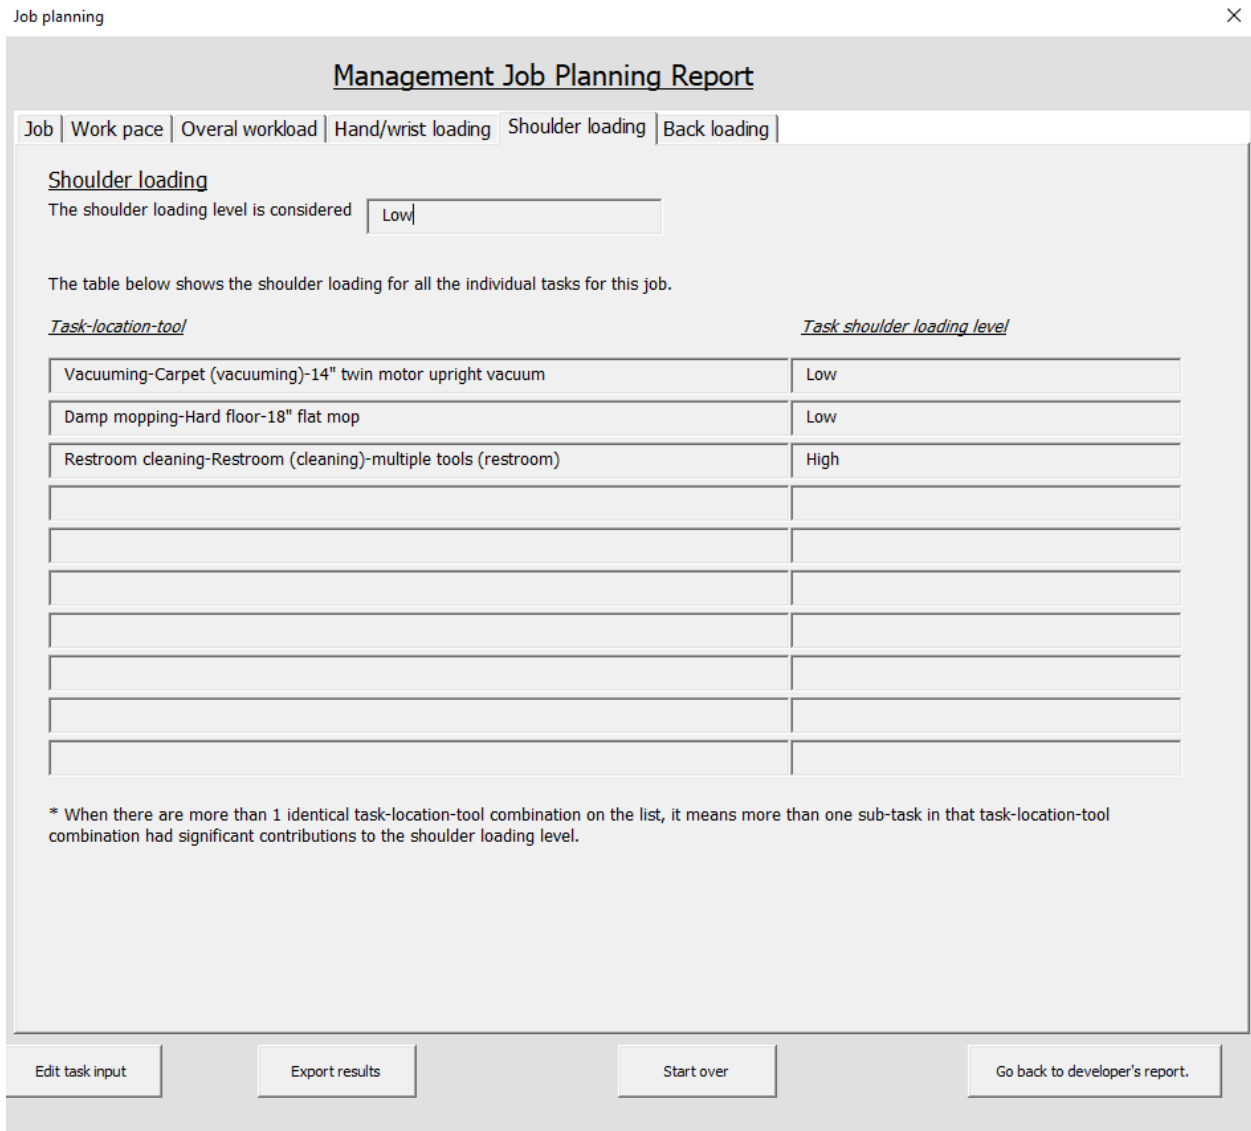 Job planning
Management Job Planning Report
Job
Work pace
Overal workload
Hand/wrist loading
Shoulder loading
Back loading
Shoulder loading
The shoulder loading level is considered
Low
The table below shows the shoulder loading for all the individual tasks for this job.
Task-location-tool
Task shoulder loading level
Vacuuming-Carpet (vacuuming)-14" twin motor upright vacuum
Low
Damp mopping-Hard floor-18" flat mop
Low
Restroom cleaning-Restroom (cleaning)-multiple tools (restroom)
High
* When there are more than 1 identical task-location-tool combination on the list, it means more than one sub-task in that task-location-tool
combination had significant contributions to the shoulder loading level.
Edit task input
Export results
Start over
Go back to developer's report.